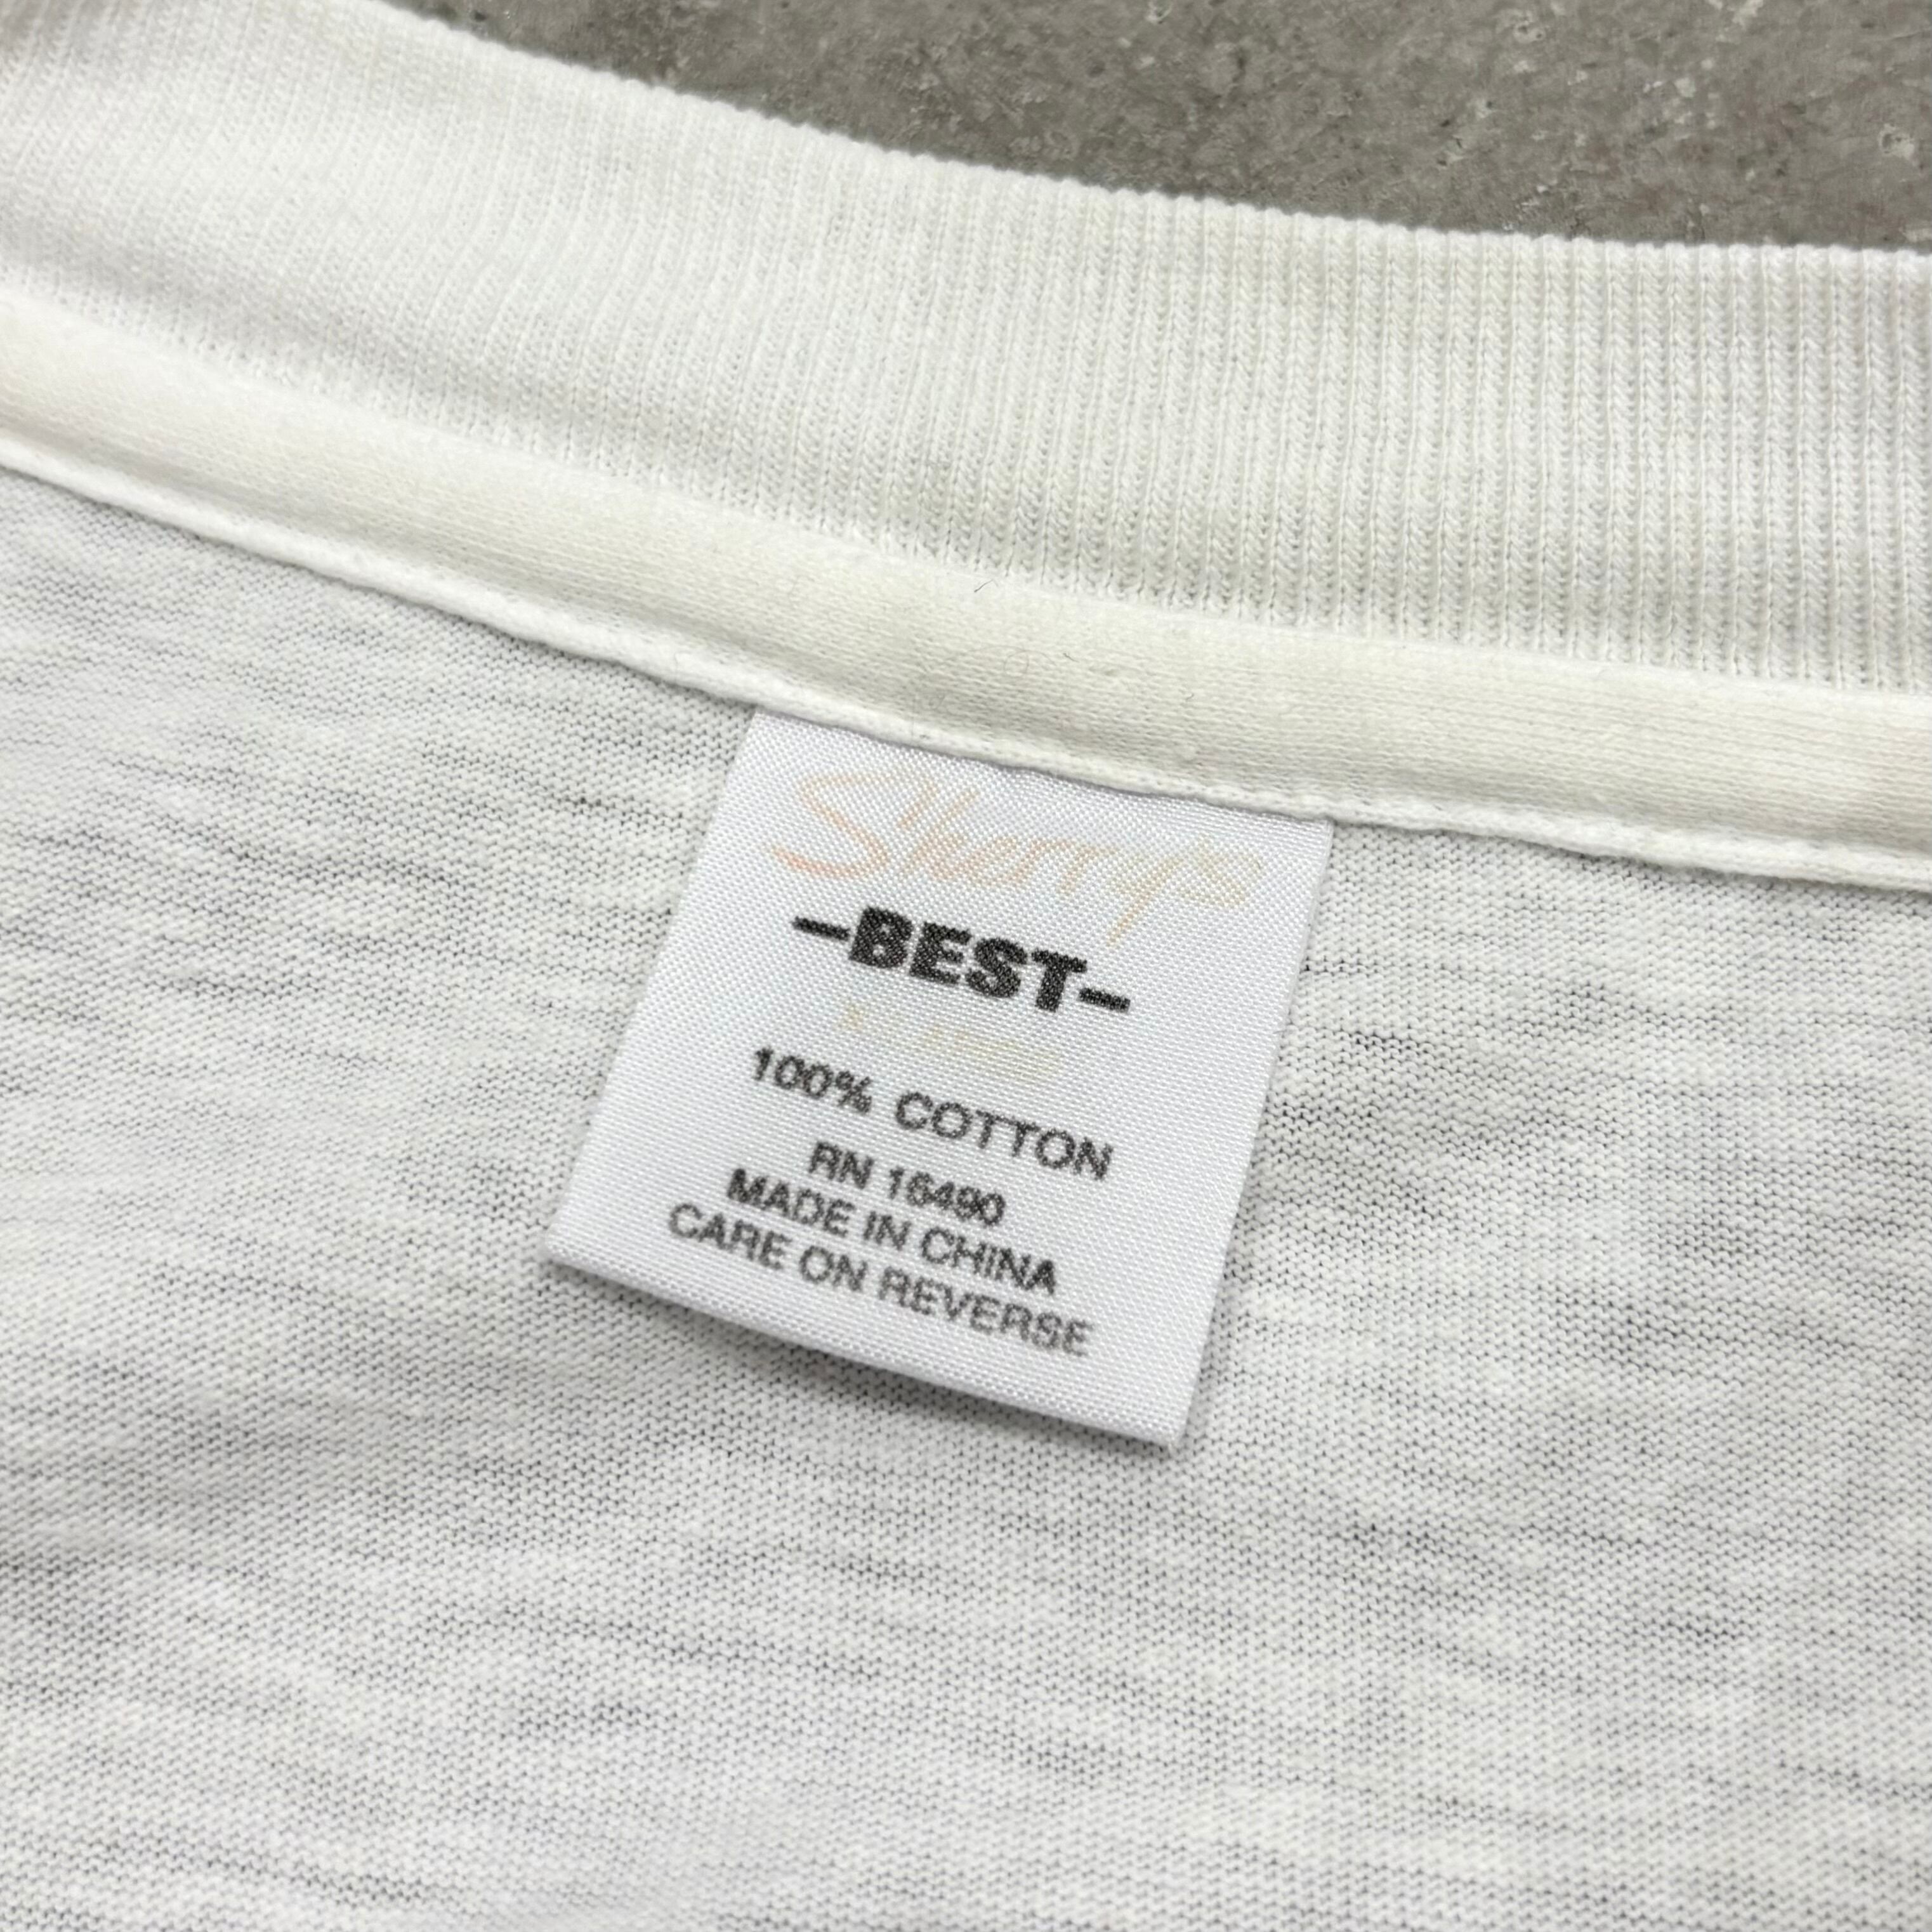 Sherry's
–BEST–
100% COTTON
RN 16490
MADE IN CHINA
CARE ON REVERSE